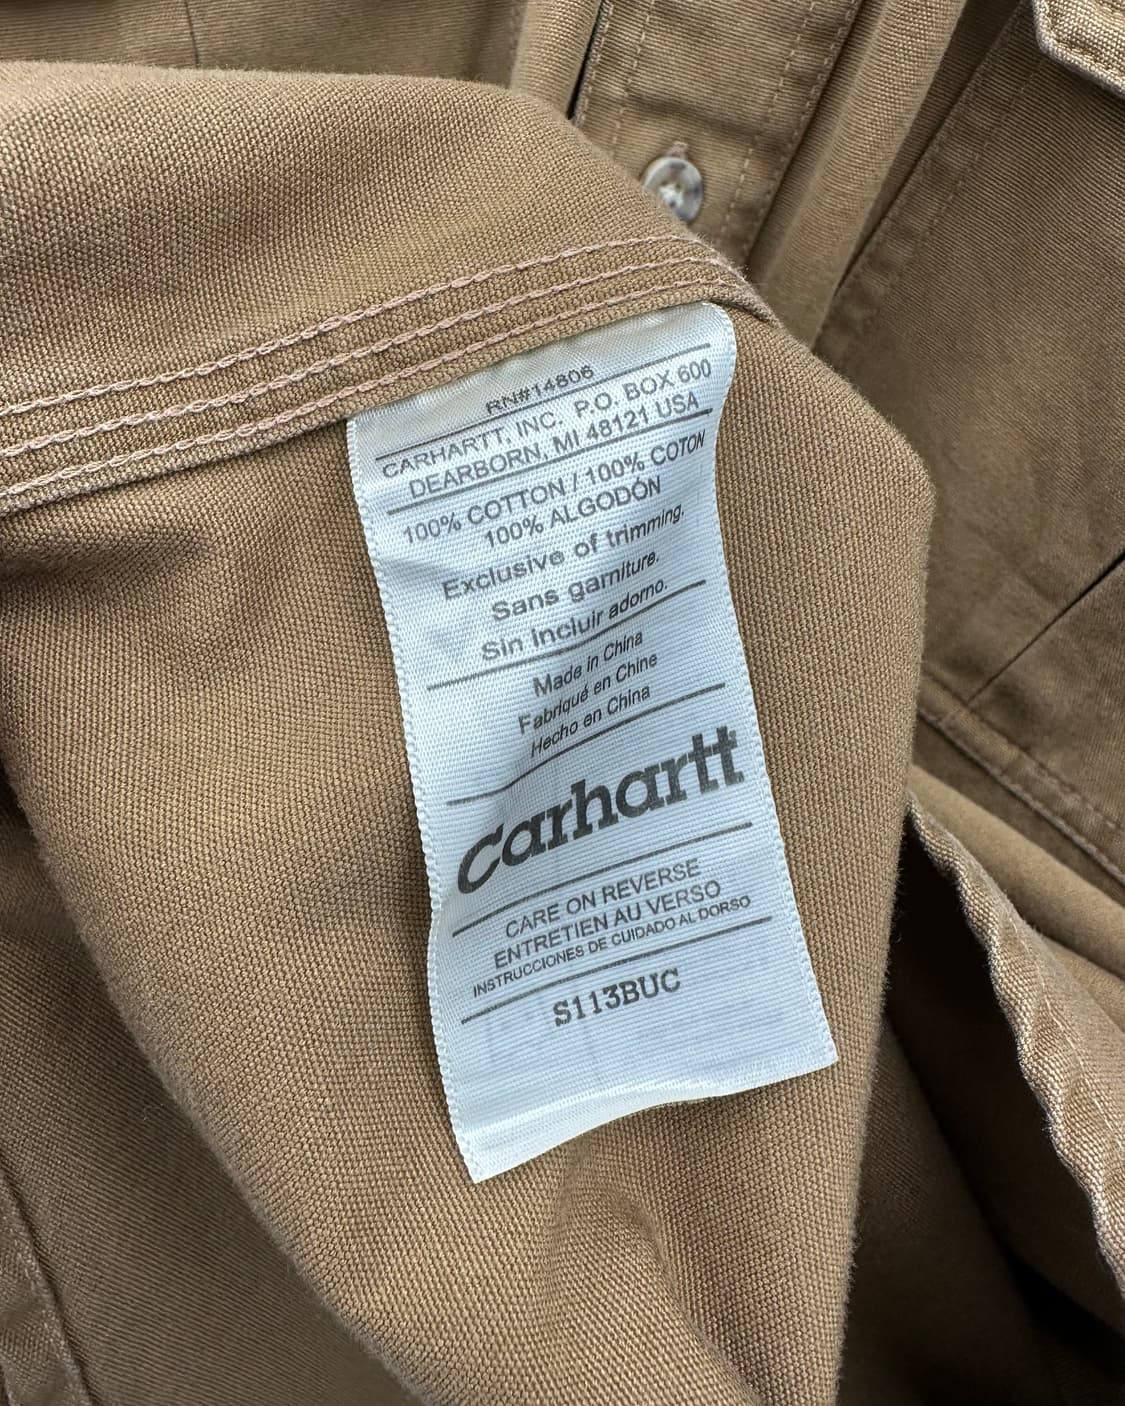 RN#14806
CARHARTT, INC. P.O. BOX 600
DEARBORN, MI 48121 USA
100% COTTON / 100% COTON
100% ALGODÓN
Exclusive of trimming.
Sans garniture.
Sin Incluir adorno.
Made in China
Fabriqué en Chine
Hecho en China
Carhartt
CARE ON REVERSE
ENTRETIEN AU VERSO
INSTRUCCIONES DE CUIDADO AL DORSO
S113BUC